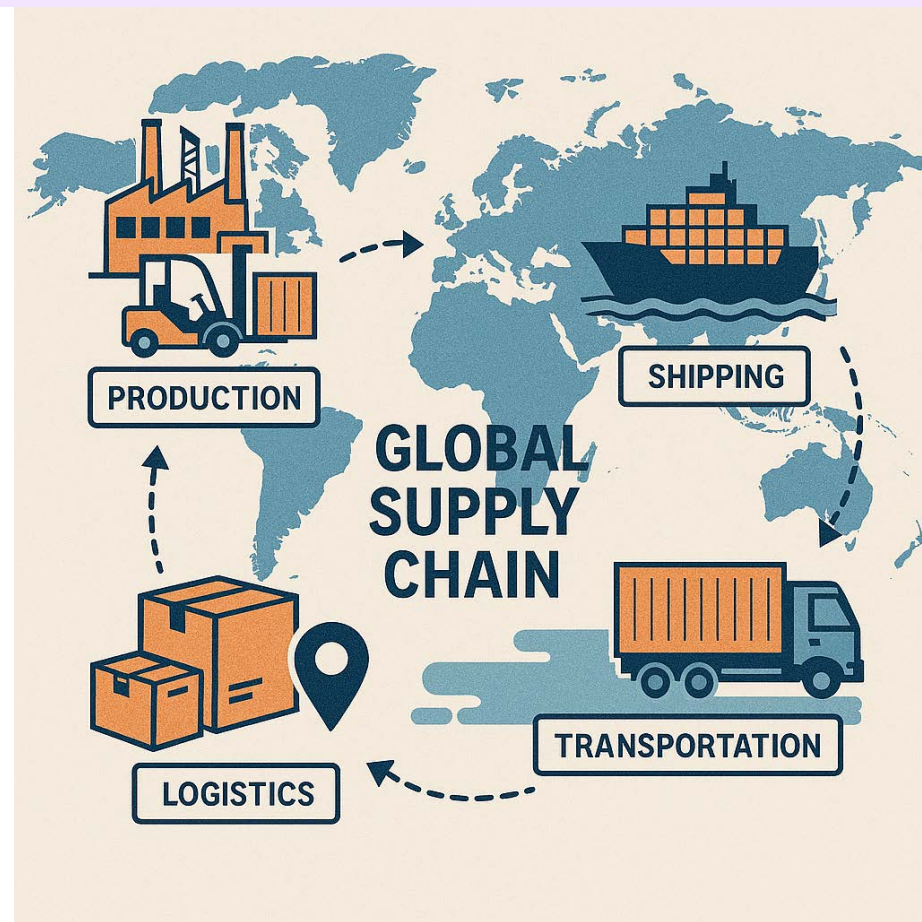 PRODUCTION
SHIPPING
GLOBAL
SUPPLY
CHAIN
TRANSPORTATION
LOGISTICS